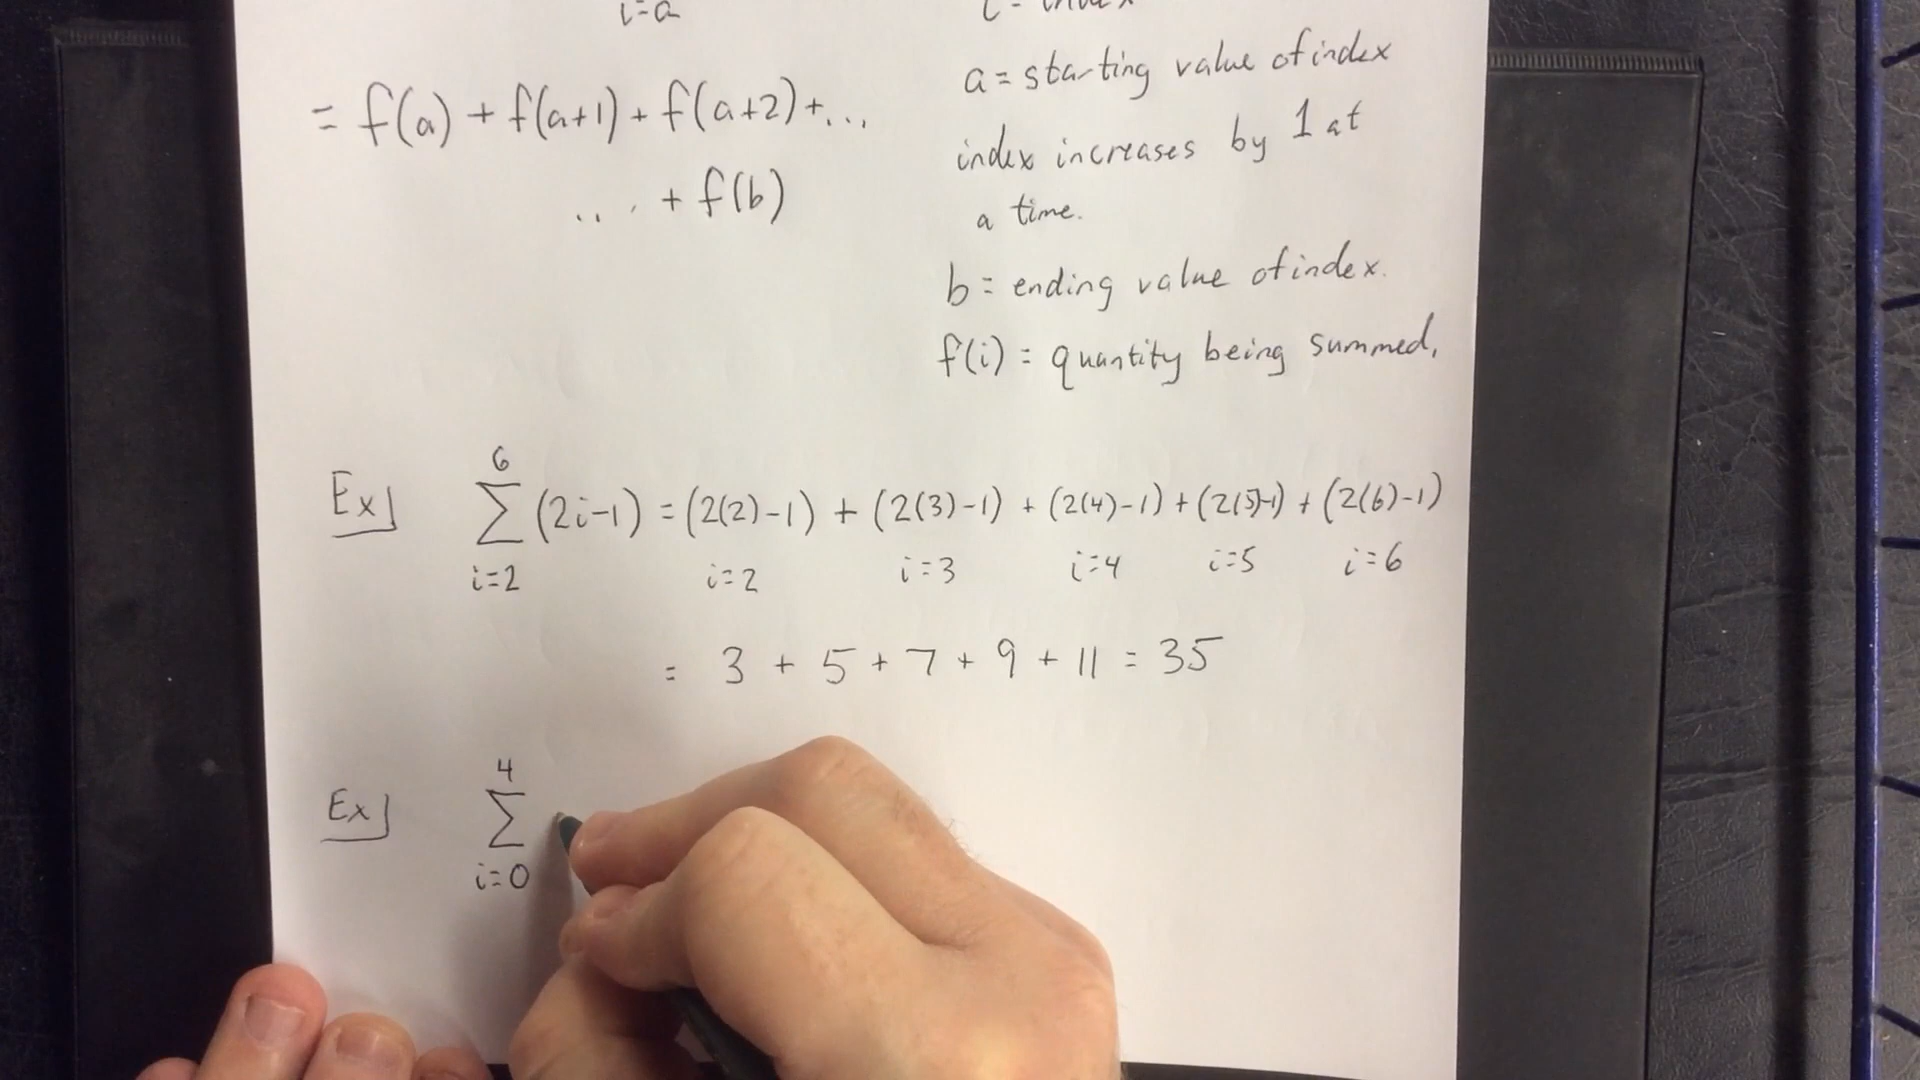 i=a
= f(a) + f(a+1) + f(a+2) + ...
... + f(b)
i = index
a = starting value of index
index increases by 1 at
a time.
b = ending value of index.
f(i) = quantity being summed.
Ex] 6
∑ (2i-1) = (2(2)-1) + (2(3)-1) + (2(4)-1) + (2(5)-1) + (2(6)-1)
i=2 i=2 i=3 i=4 i=5 i=6
= 3 + 5 + 7 + 9 + 11 = 35
Ex] 4
∑
i=0